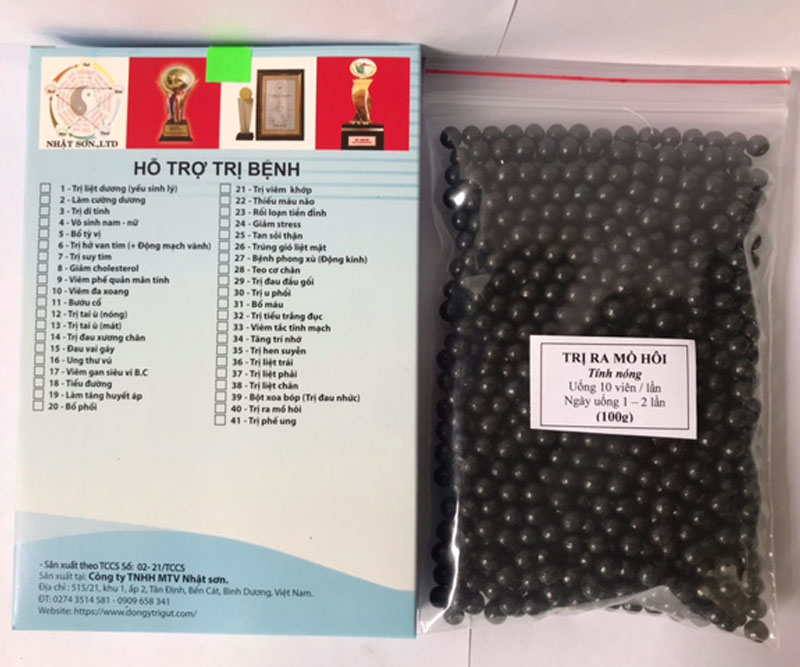 NHẬT SƠN.,LTD
HỖ TRỢ TRỊ BỆNH
1 - Trị liệt dương (yếu sinh lý)
2 - Làm cường dương
3 - Trị di tinh
4 - Vô sinh nam - nữ
5 - Bổ tỳ vị
6 - Trị hở van tim (+ Động mạch vành)
7 - Trị suy tim
8 - Giảm cholesterol
9 - Viêm phế quản mãn tính
10 - Viêm đa xoang
11 - Bướu cổ
12 - Trị tai ù (nóng)
13 - Trị tai ù (mát)
14 - Trị đau xương chân
15 - Đau vai gáy
16 - Ung thư vú
17 - Viêm gan siêu vi B.C
18 - Tiểu đường
19 - Làm tăng huyết áp
20 - Bổ phổi
21 - Trị viêm khớp
22 - Thiếu máu não
23 - Rối loạn tiền đình
24 - Giảm stress
25 - Tan sỏi thận
26 - Trúng gió liệt mặt
27 - Bệnh phong xù (Động kinh)
28 - Teo cơ chân
29 - Trị đau đầu gối
30 - Trị u phổi
31 - Bổ máu
32 - Trị tiểu trắng đục
33 - Viêm tắc tĩnh mạch
34 - Tăng trí nhớ
35 - Trị hen suyễn
36 - Trị liệt trái
37 - Trị liệt phải
38 - Trị liệt chân
39 - Bột xoa bóp (Trị đau nhức)
40 - Trị ra mồ hôi
41 - Trị phế ung
- Sản xuất theo TCCS Số: 02- 21/TCCS
Sản xuất tại: Công ty TNHH MTV Nhật sơn.
Địa chỉ : 515/21, khu 1, ấp 2, Tân Định, Bến Cát, Bình Dương, Việt Nam.
ĐT: 0274 3514 581 - 0909 658 341
Website: https://www.dongytrigut.com/
TRỊ RA MỒ HÔI
Tính nóng
Uống 10 viên / lần
Ngày uống 1 – 2 lần
(100g)